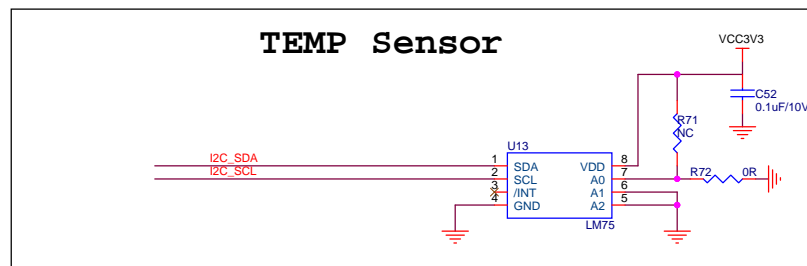 TEMP Sensor
VCC3V3
C52
0.1uF/10V
R71
NC
U13
I2C_SDA
1 SDA VDD 8
I2C_SCL
2 SCL A0 7
R72 0R
3 /INT A1 6
4 GND A2 5
LM75